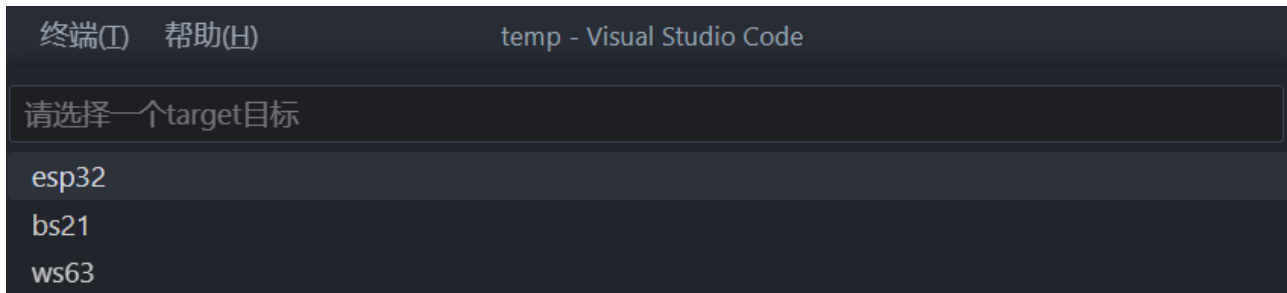 终端(T) 帮助(H) temp - Visual Studio Code
请选择一个target目标
esp32
bs21
ws63